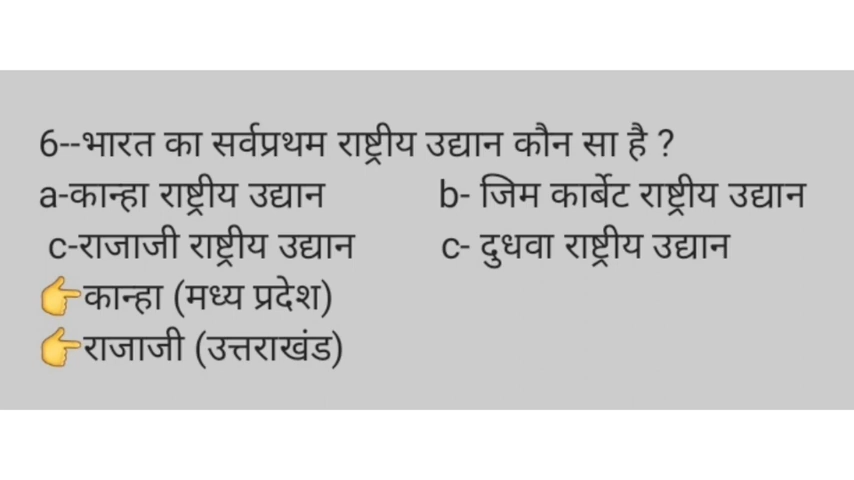 6--भारत का सर्वप्रथम राष्ट्रीय उद्यान कौन सा है ?
a-कान्हा राष्ट्रीय उद्यान b- जिम कार्बेट राष्ट्रीय उद्यान
c-राजाजी राष्ट्रीय उद्यान c- दुधवा राष्ट्रीय उद्यान
👉कान्हा (मध्य प्रदेश)
👉राजाजी (उत्तराखंड)